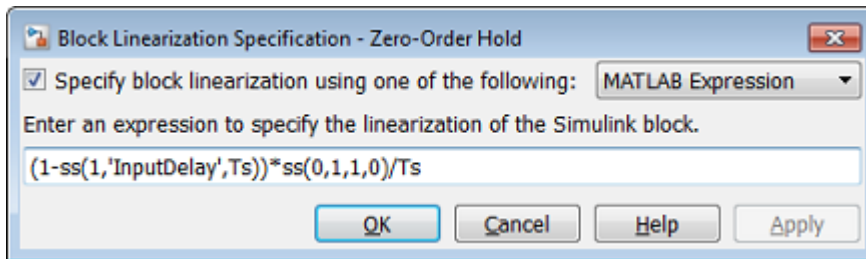 Block Linearization Specification - Zero-Order Hold
Specify block linearization using one of the following: MATLAB Expression
Enter an expression to specify the linearization of the Simulink block.
(1-ss(1,'InputDelay',Ts))*ss(0,1,1,0)/Ts
OK Cancel Help Apply